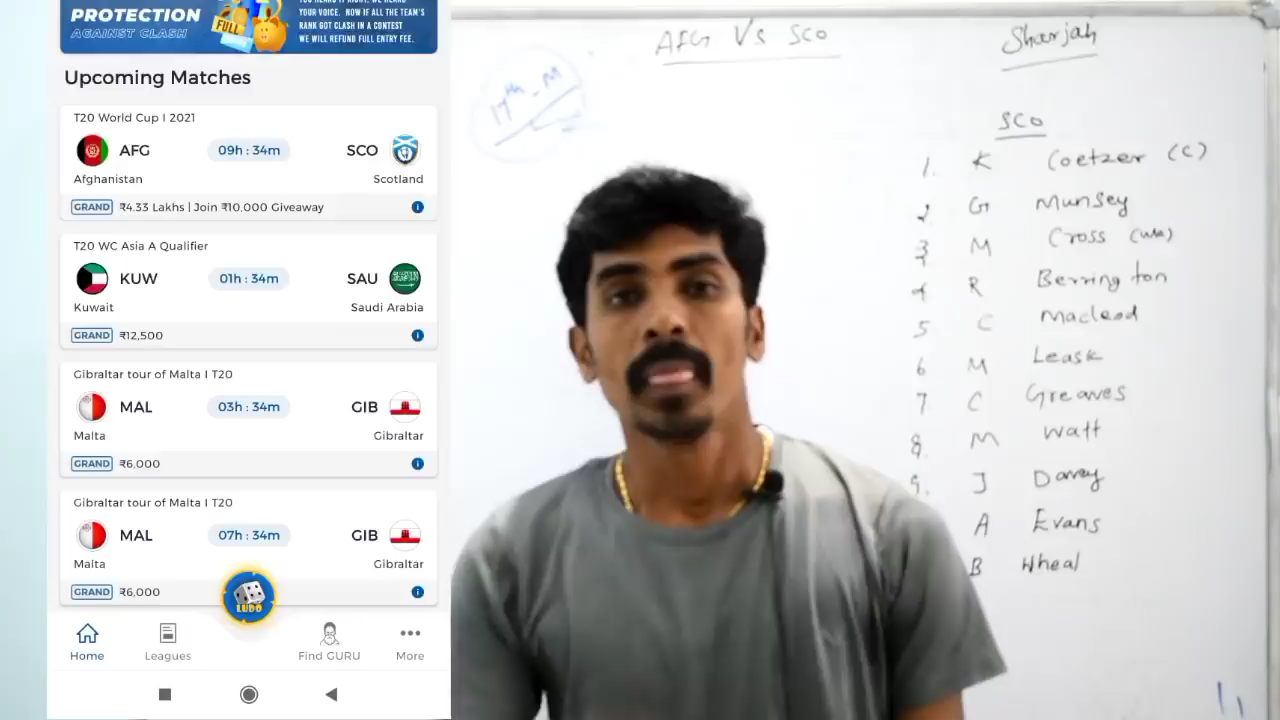 PROTECTION
AGAINST CLASH
FULL
YOUR VOICE. NOW IF ALL THE TEAM'S
RANK GOT CLASH IN A CONTEST
WE WILL REFUND FULL ENTRY FEE.
Upcoming Matches
T20 World Cup | 2021
AFG 09h : 34m SCO
Afghanistan Scotland
GRAND ₹4.33 Lakhs | Join ₹10,000 Giveaway
T20 WC Asia A Qualifier
KUW 01h : 34m SAU
Kuwait Saudi Arabia
GRAND ₹12,500
Gibraltar tour of Malta | T20
MAL 03h : 34m GIB
Malta Gibraltar
GRAND ₹6,000
Gibraltar tour of Malta | T20
MAL 07h : 34m GIB
Malta Gibraltar
GRAND ₹6,000
LUDO
Home Leagues Find GURU More
AFG Vs SCO Sharjah
17th - M
SCO
1. K Coetzer (C)
2 G Munsey
3 M Cross (wk)
4 R Berrington
5 C Macleod
6 M Leask
7 C Greaves
8. M Watt
9. J Davey
A Evans
B Wheal